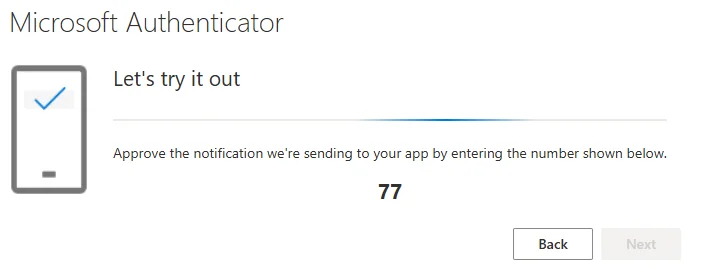 Microsoft Authenticator
Let's try it out
Approve the notification we're sending to your app by entering the number shown below.
77
Back
Next